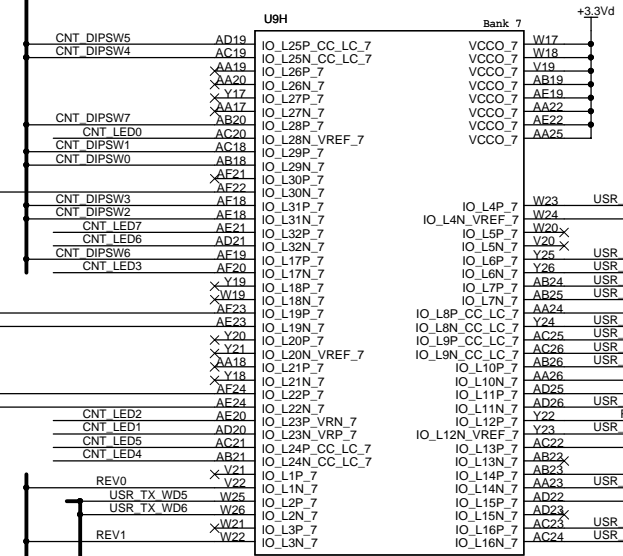 U9H
Bank 7
+3.3Vd
CNT_DIPSW5 AD19 IO_L25P_CC_LC_7 VCCO_7 W17
CNT_DIPSW4 AC19 IO_L25N_CC_LC_7 VCCO_7 W18
AA19 IO_L26P_7 VCCO_7 V19
AA20 IO_L26N_7 VCCO_7 AB19
Y17 IO_L27P_7 VCCO_7 AE19
AA17 IO_L27N_7 VCCO_7 AA22
CNT_DIPSW7 AB20 IO_L28P_7 VCCO_7 AE22
CNT_LED0 AC20 IO_L28N_VREF_7 VCCO_7 AA25
CNT_DIPSW1 AC18 IO_L29P_7
CNT_DIPSW0 AB18 IO_L29N_7
AF21 IO_L30P_7
AF22 IO_L30N_7
CNT_DIPSW3 AF18 IO_L31P_7 IO_L4P_7 W23 USR_
CNT_DIPSW2 AE18 IO_L31N_7 IO_L4N_VREF_7 W24
CNT_LED7 AE21 IO_L32P_7 IO_L5P_7 W20
CNT_LED6 AD21 IO_L32N_7 IO_L5N_7 V20
CNT_DIPSW6 AF19 IO_L17P_7 IO_L6P_7 Y25 USR_
CNT_LED3 AF20 IO_L17N_7 IO_L6N_7 Y26 USR_
Y19 IO_L18P_7 IO_L7P_7 AB24 USR_
W19 IO_L18N_7 IO_L7N_7 AB25 USR_
AF23 IO_L19P_7 IO_L8P_CC_LC_7 AA24
AE23 IO_L19N_7 IO_L8N_CC_LC_7 Y24 USR_
Y20 IO_L20P_7 IO_L9P_CC_LC_7 AC25 USR_
Y21 IO_L20N_VREF_7 IO_L9N_CC_LC_7 AC26 USR_
AA18 IO_L21P_7 IO_L10P_7 AB26 USR_
Y18 IO_L21N_7 IO_L10N_7 AA26
AF24 IO_L22P_7 IO_L11P_7 AD25
AE24 IO_L22N_7 IO_L11N_7 AD26 USR_
CNT_LED2 AE20 IO_L23P_VRN_7 IO_L12P_7 Y22
CNT_LED1 AD20 IO_L23N_VRP_7 IO_L12N_VREF_7 Y23 USR_
CNT_LED5 AC21 IO_L24P_CC_LC_7 IO_L13P_7 AC22
CNT_LED4 AB21 IO_L24N_CC_LC_7 IO_L13N_7 AB22
V21 IO_L1P_7 IO_L14P_7 AB23
REV0 V22 IO_L1N_7 IO_L14N_7 AA23 USR_
USR_TX_WD5 W25 IO_L2P_7 IO_L15P_7 AD22
USR_TX_WD6 W26 IO_L2N_7 IO_L15N_7 AD23
W21 IO_L3P_7 IO_L16P_7 AC23 USR_
REV1 W22 IO_L3N_7 IO_L16N_7 AC24 USR_